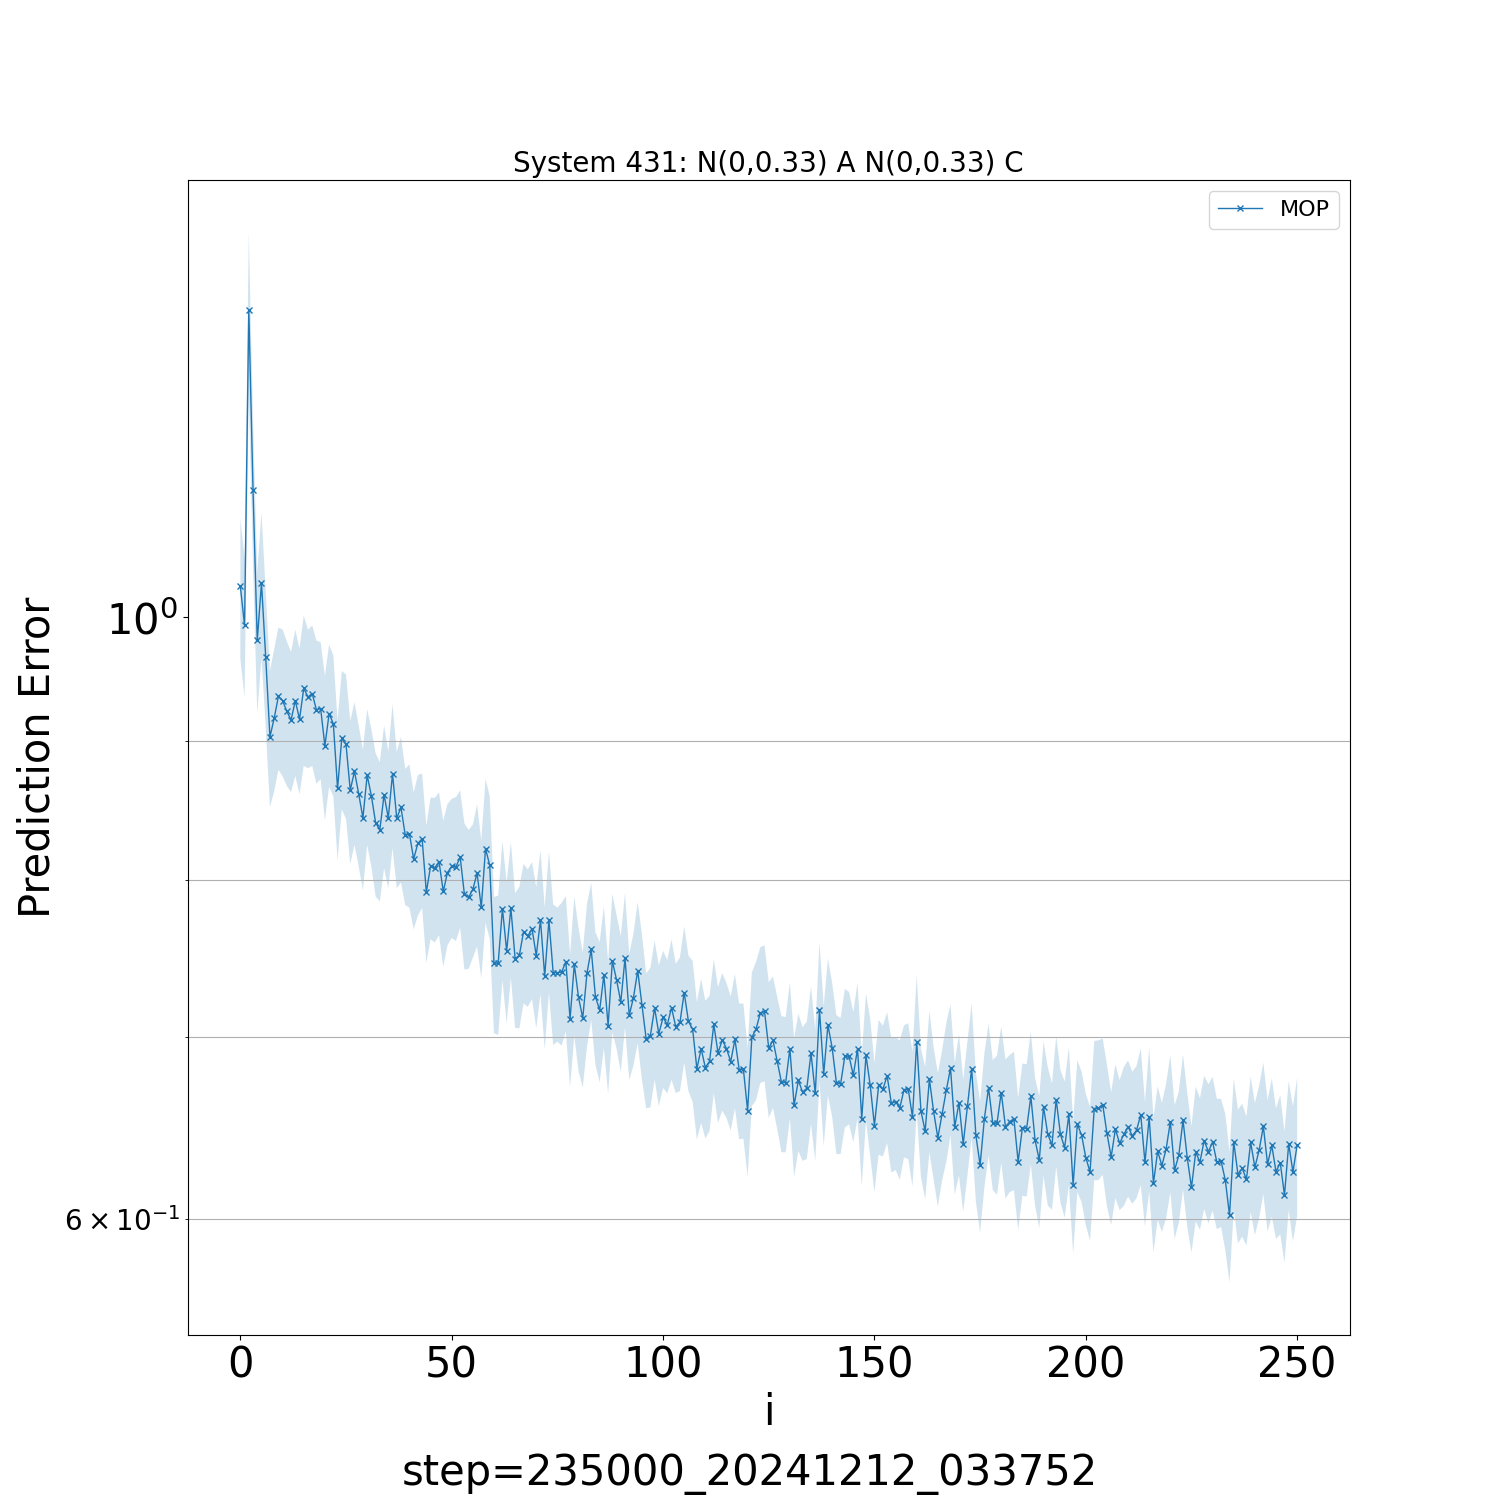 System 431: N(0,0.33) A N(0,0.33) C
MOP
Prediction Error
10⁰
6 × 10⁻¹
0 50 100 150 200 250
i
step=235000_20241212_033752